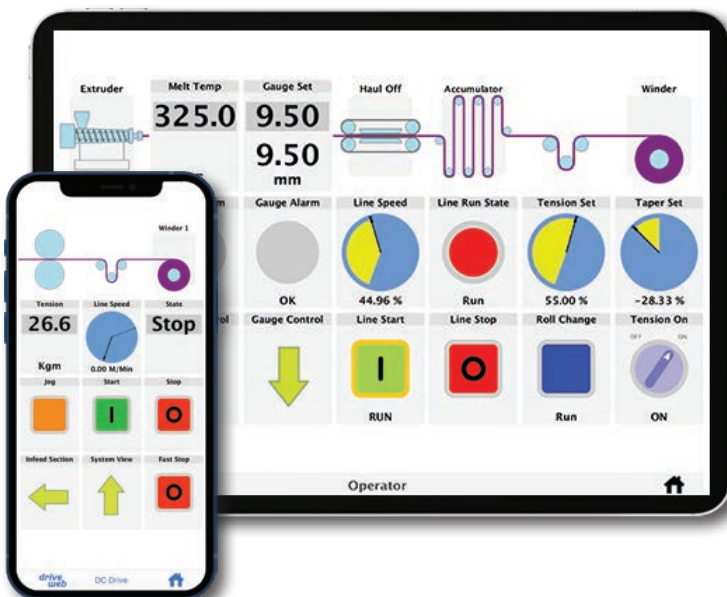 Extruder
Melt Temp
Gauge Set
Haul Off
Accumulator
Winder
325.0
9.50
9.50
mm
Gauge Alarm
Line Speed
Line Run State
Tension Set
Taper Set
OK
44.96 %
Run
55.00 %
-28.33 %
Gauge Control
Line Start
Line Stop
Roll Change
Tension On
OFF
ON
RUN
Run
ON
Operator
Winder 1
Tension
Line Speed
State
26.6
Stop
Kgm
0.00 M/Min
Jog
Start
Stop
Infeed Section
System View
Fast Stop
drive
web
DC Drive